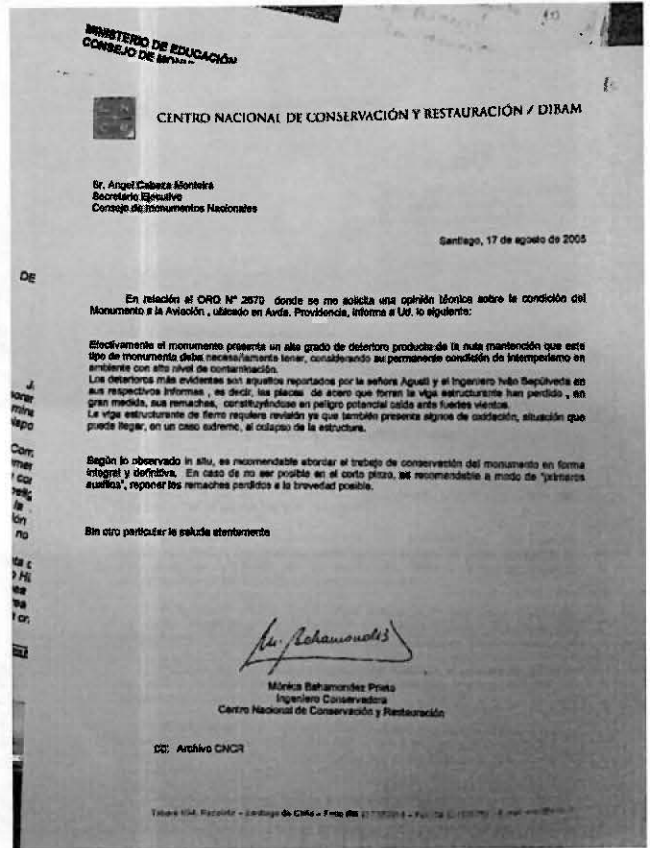 MINISTERIO DE EDUCACIÓN
CONSEJO DE
CENTRO NACIONAL DE CONSERVACIÓN Y RESTAURACIÓN / DIBAM
Sr. Angel Cabeza Monteira
Secretario Ejecutivo
Consejo de monumentos Nacionales
Santiago, 17 de agosto de 2005
DE
En relación al ORD Nº 2670 donde se me solicita una opinión técnica sobre la condición del
Monumento a la Aviación , ubicado en Avda. Providencia, informo a Ud. lo siguiente:
Efectivamente el monumento presenta un alto grado de deterioro producto de la nula mantención que este
tipo de monumento debe necesariamente tener, considerando su permanente condición de intemperismo en
ambiente con alto nivel de contaminación.
Los deterioros más evidentes son aquellos reportados por la señora Agusti y el Ingeniero Iván Sepúlveda en
sus respectivos informes , es decir, las placas de acero que forran la viga estructurante han perdido , en
gran medida, sus remaches, constituyéndose en peligro potencial caída ante fuertes vientos.
La viga estructurante de fierro requiere revisión ya que también presenta signos de oxidación, situación que
puede llegar, en un caso extremo, al colapso de la estructura.
Según lo observado in situ, es recomendable abordar el trabajo de conservación del monumento en forma
integral y definitiva. En caso de no ser posible en el corto plazo, es recomendable a modo de "primeros
auxilios", reponer los remaches perdidos a la brevedad posible.
Sin otro particular le saluda atentamente
M. Bahamondez
Mónica Bahamondez Prieto
Ingeniero Conservadora
Centro Nacional de Conservación y Restauración
CC: Archivo CNCR
Recoleta - Santiago de Chile - Fono